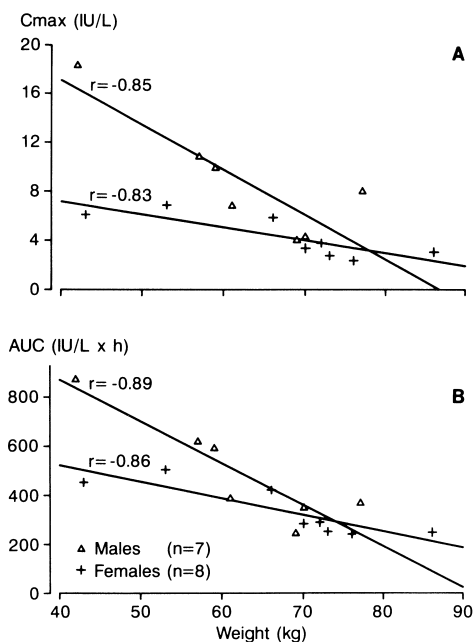 Cmax (IU/L)
A
20
16
r= -0.85
12
8
r= -0.83
4
0
AUC (IU/L x h)
B
r= -0.89
800
600
r= -0.86
400
200
Males (n=7)
Females (n=8)
0
40 50 60 70 80 90
Weight (kg)